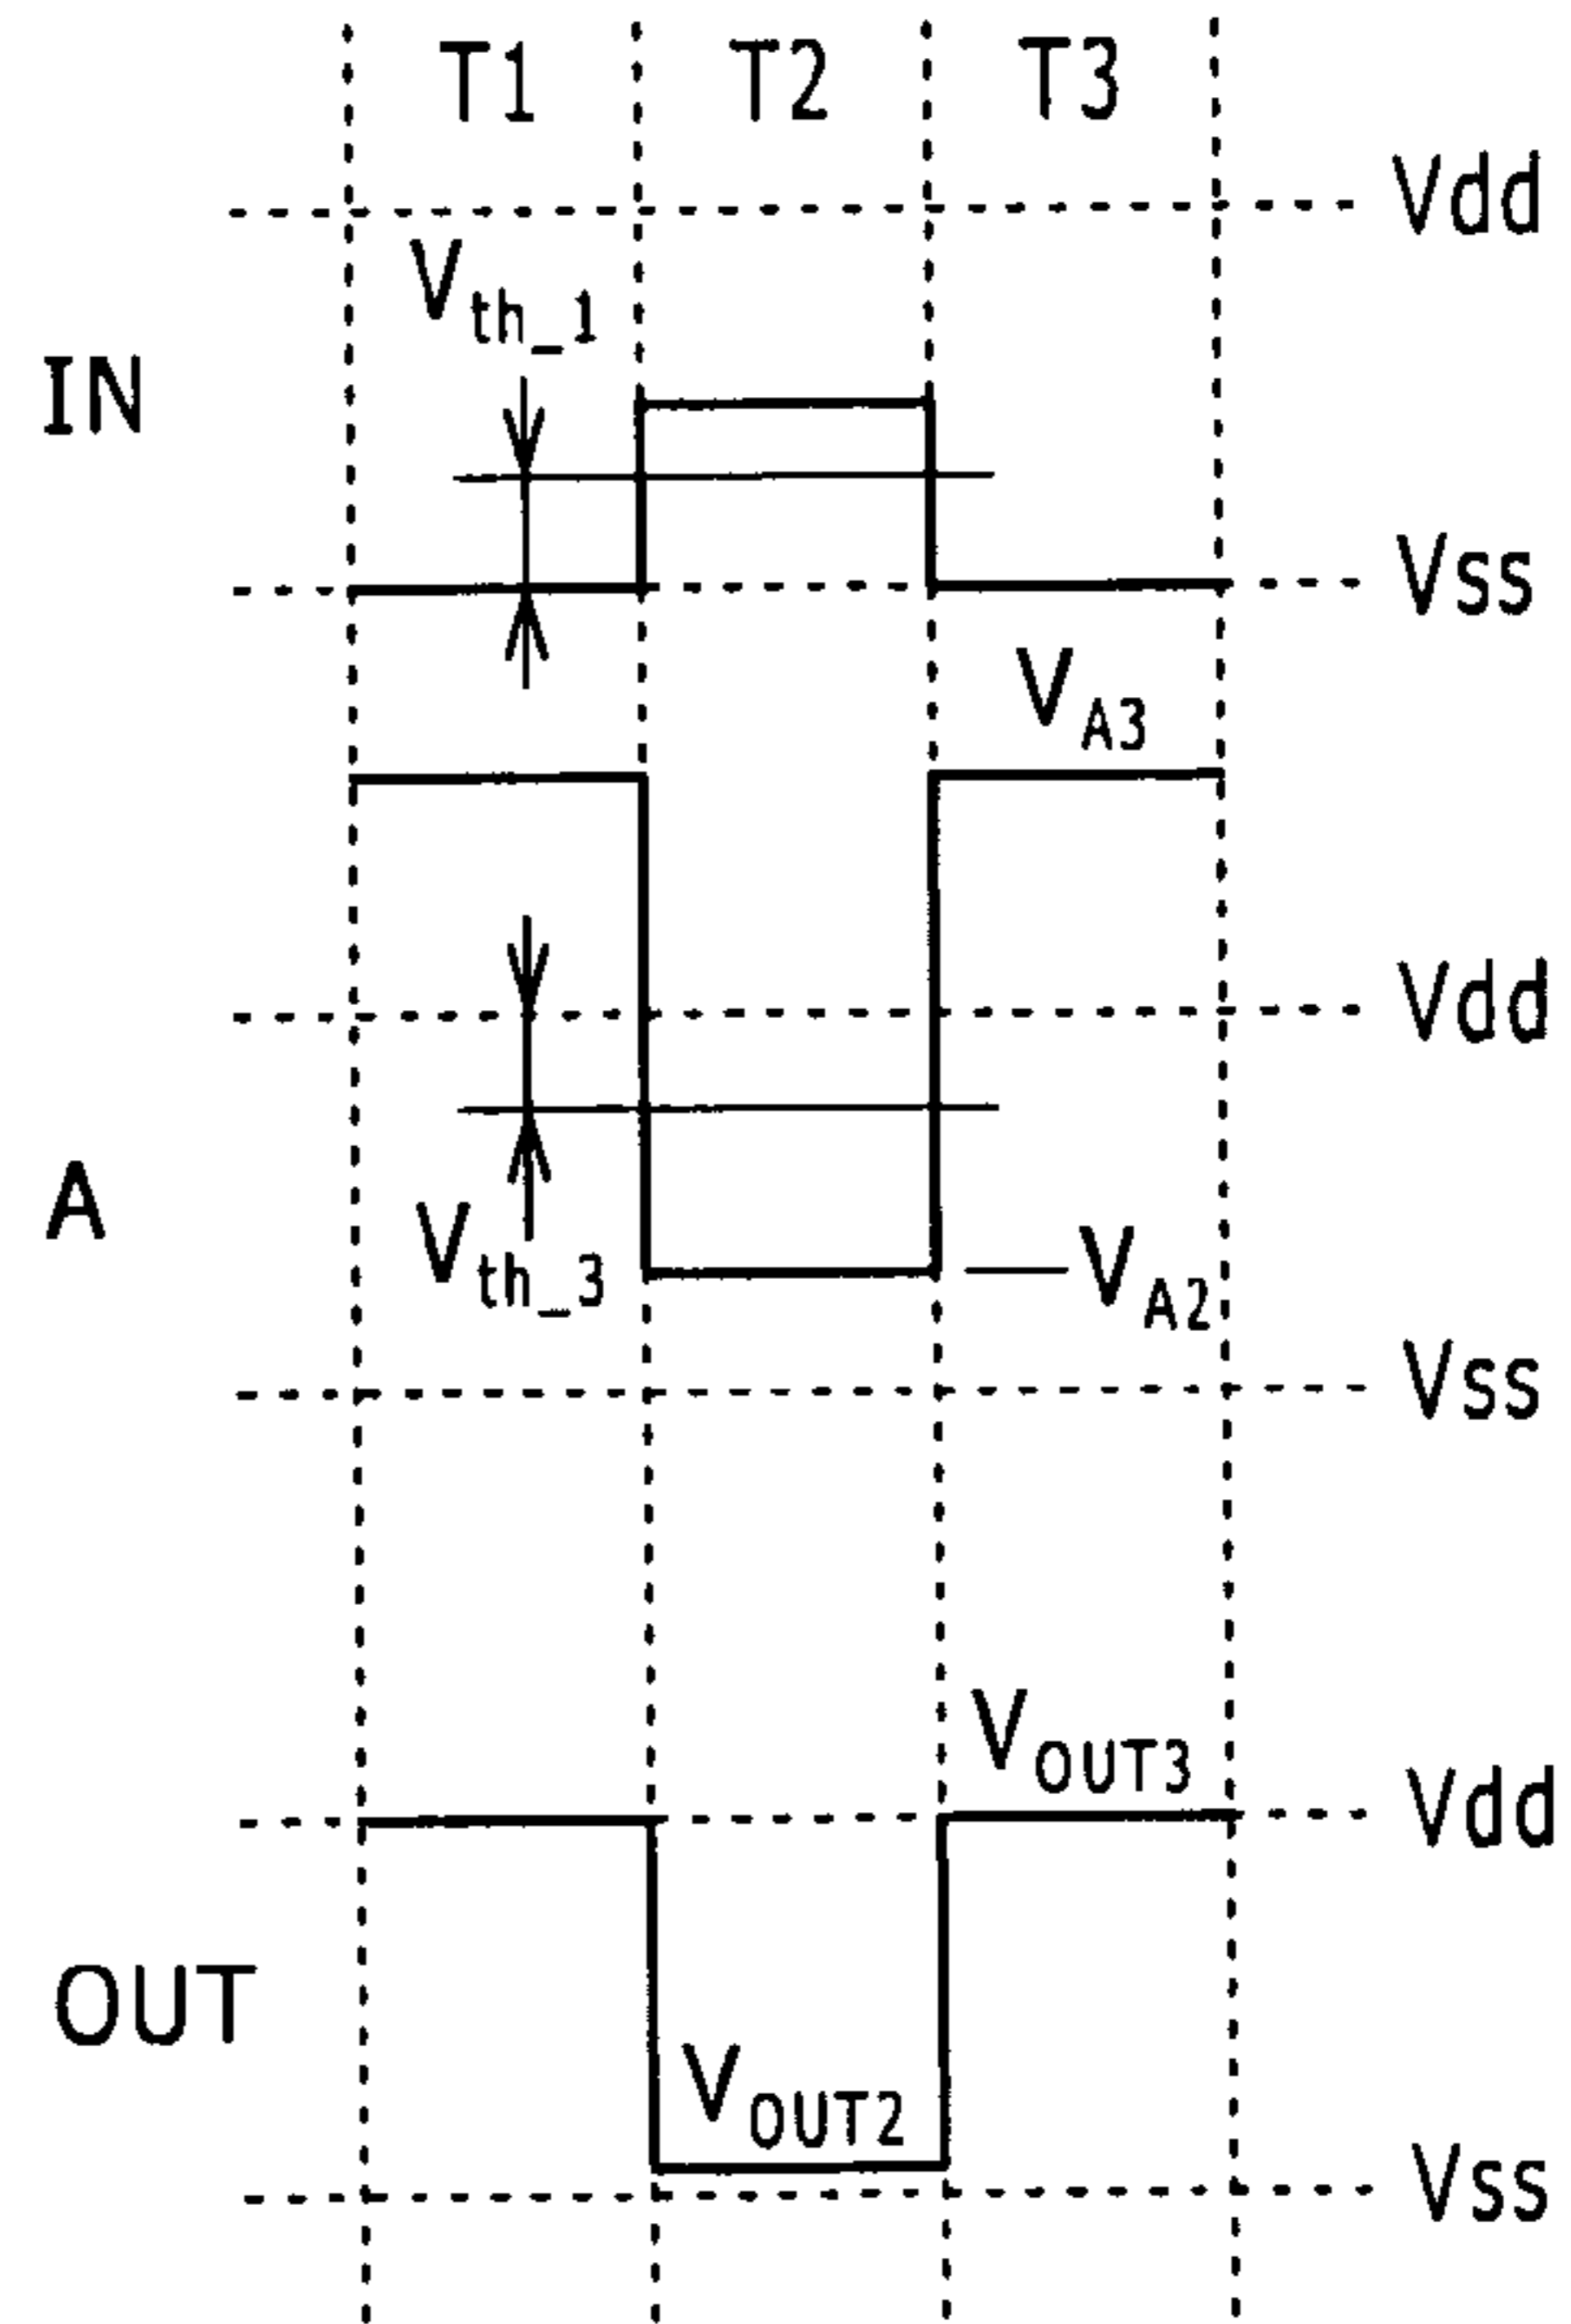 T1 T2 T3
Vdd
Vth_1
IN
Vss
VA3
Vdd
A
Vth_3
VA2
Vss
VOUT3
Vdd
OUT
VOUT2
Vss